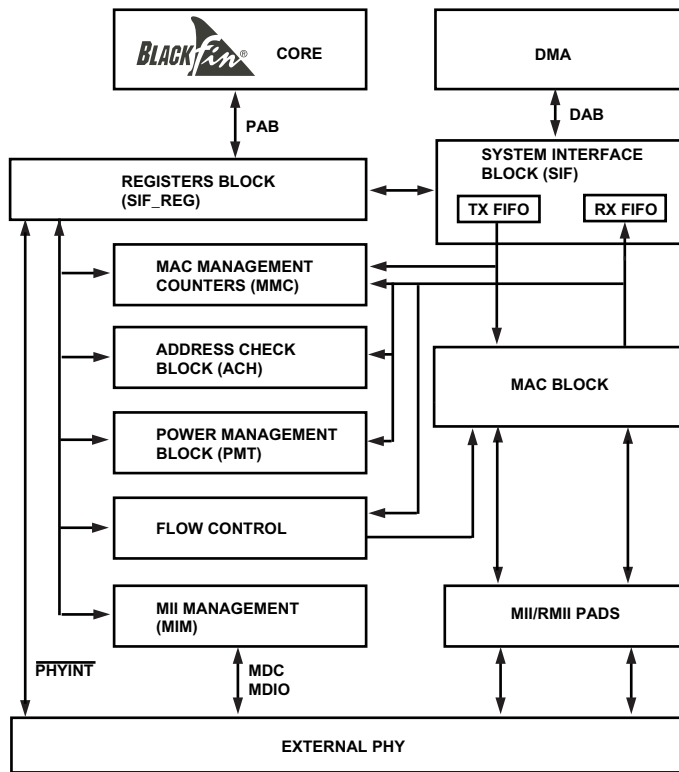 BLACKfin® CORE
DMA
PAB
DAB
REGISTERS BLOCK
(SIF_REG)
SYSTEM INTERFACE
BLOCK (SIF)
TX FIFO
RX FIFO
MAC MANAGEMENT
COUNTERS (MMC)
ADDRESS CHECK
BLOCK (ACH)
MAC BLOCK
POWER MANAGEMENT
BLOCK (PMT)
FLOW CONTROL
MII MANAGEMENT
(MIM)
MII/RMII PADS
PHYINT
MDC
MDIO
EXTERNAL PHY